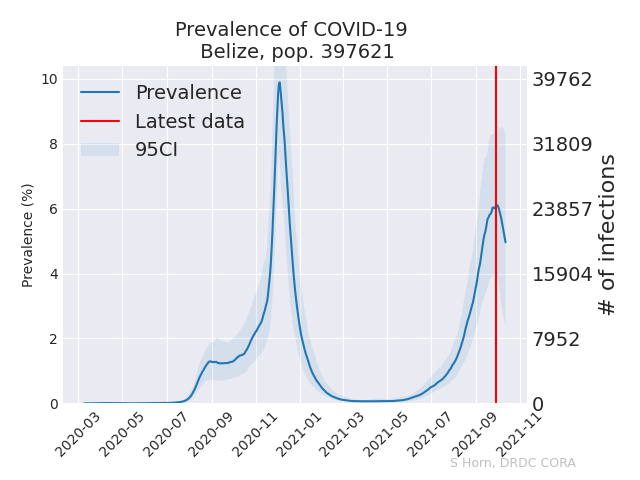 Prevalence of COVID-19
Belize, pop. 397621
Prevalence
Latest data
95CI
Prevalence (%)
10
8
6
4
2
0
39762
31809
23857
15904
7952
0
# of infections
2020-03
2020-05
2020-07
2020-09
2020-11
2021-01
2021-03
2021-05
2021-07
2021-09
2021-11
S Horn, DRDC CORA